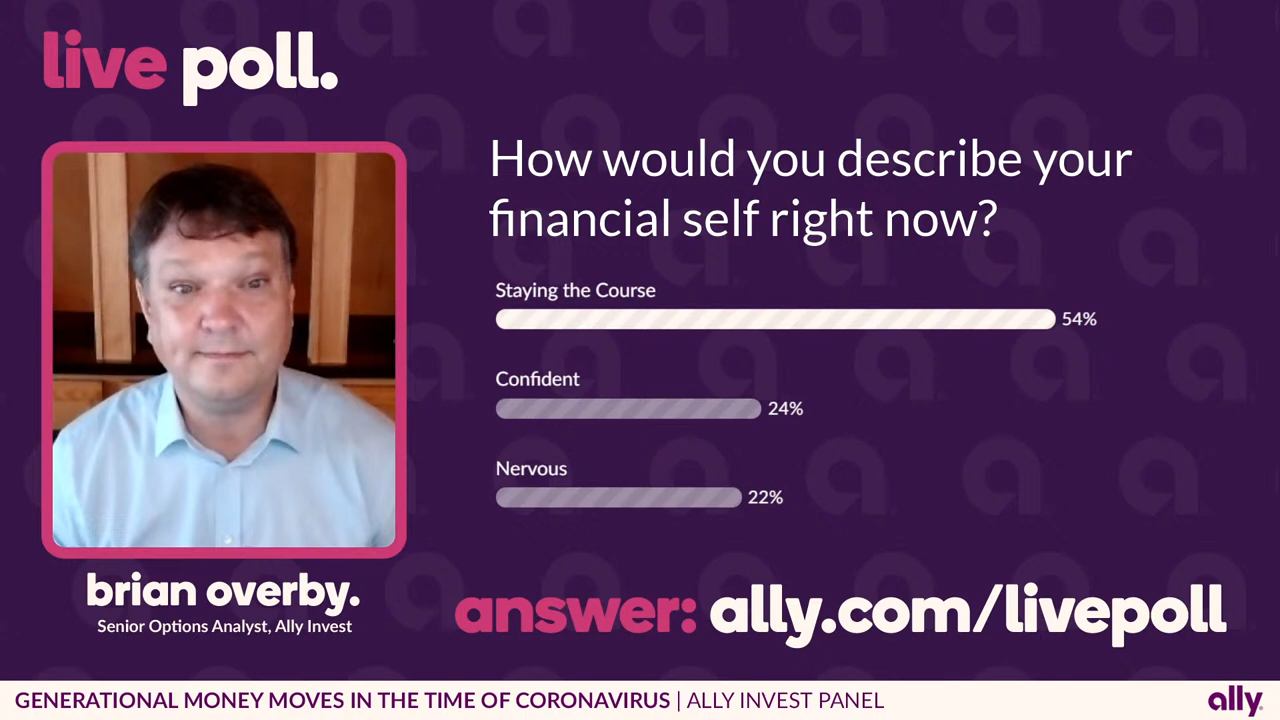 live poll.
How would you describe your
financial self right now?
Staying the Course
54%
Confident
24%
Nervous
22%
brian overby.
Senior Options Analyst, Ally Invest
answer: ally.com/livepoll
GENERATIONAL MONEY MOVES IN THE TIME OF CORONAVIRUS | ALLY INVEST PANEL
ally